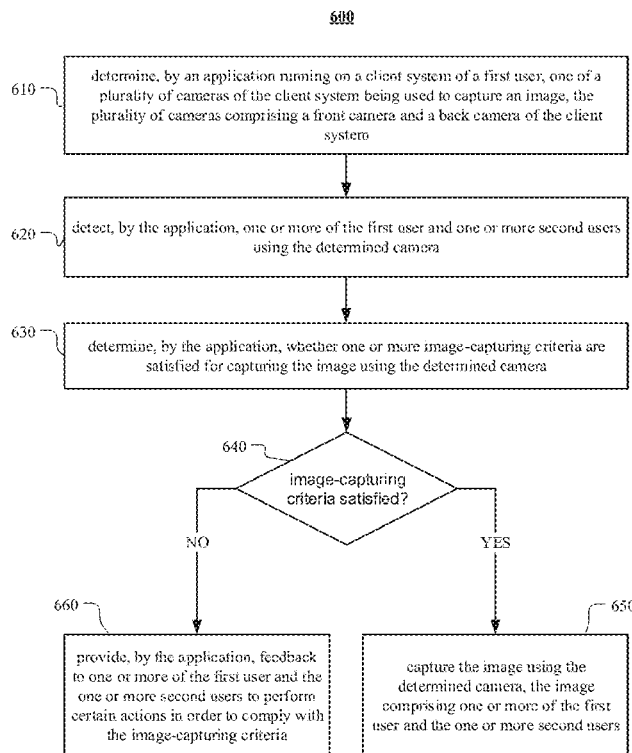 600
610
determine, by an application running on a client system of a first user, one of a
plurality of cameras of the client system being used to capture an image, the
plurality of cameras comprising a front camera and a back camera of the client
system
620
detect, by the application, one or more of the first user and one or more second users
using the determined camera
630
determine, by the application, whether one or more image-capturing criteria are
satisfied for capturing the image using the determined camera
640
image-capturing
criteria satisfied?
NO
YES
660
provide, by the application, feedback
to one or more of the first user and the
one or more second users to perform
certain actions in order to comply with
the image-capturing criteria
650
capture the image using the
determined camera, the image
comprising one or more of the first
user and the one or more second users